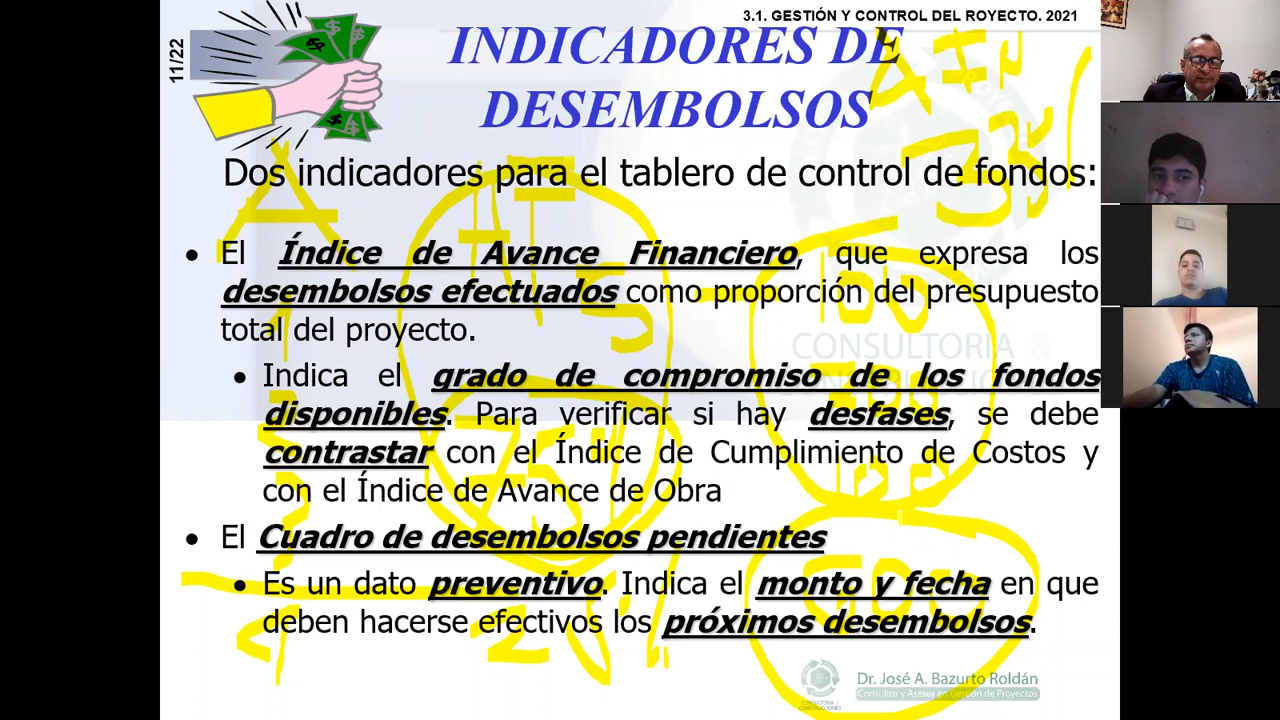 3.1. GESTIÓN Y CONTROL DEL ROYECTO. 2021
11/22
INDICADORES DE
DESEMBOLSOS
Dos indicadores para el tablero de control de fondos:
• El Índice de Avance Financiero, que expresa los
desembolsos efectuados como proporción del presupuesto
total del proyecto.
• Indica el grado de compromiso de los fondos
disponibles. Para verificar si hay desfases, se debe
contrastar con el Índice de Cumplimiento de Costos y
con el Índice de Avance de Obra
• El Cuadro de desembolsos pendientes
• Es un dato preventivo. Indica el monto y fecha en que
deben hacerse efectivos los próximos desembolsos.
CONSULTORIA &
Dr. José A. Bazurto Roldán
Consultor y Asesor en Gestión de Proyectos
CONSULTORIA &
CONSTRUCCIONES